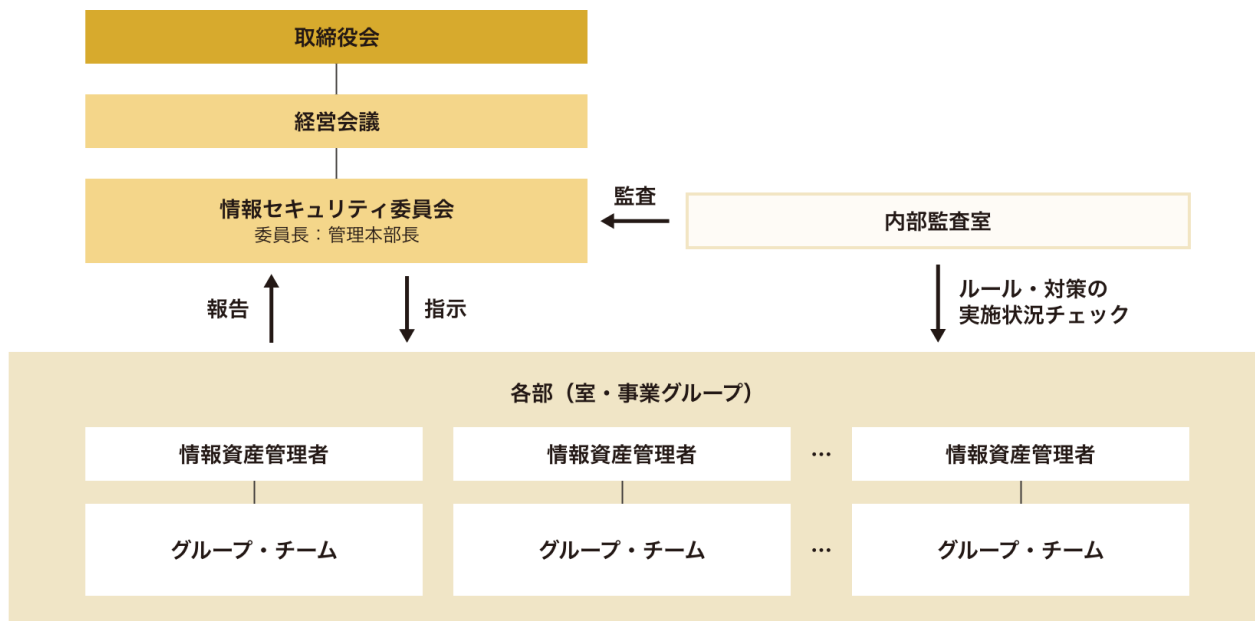 取締役会
経営会議
情報セキュリティ委員会
委員長：管理本部長
監査
内部監査室
報告
指示
ルール・対策の
実施状況チェック
各部（室・事業グループ）
情報資産管理者
情報資産管理者
…
情報資産管理者
グループ・チーム
グループ・チーム
…
グループ・チーム